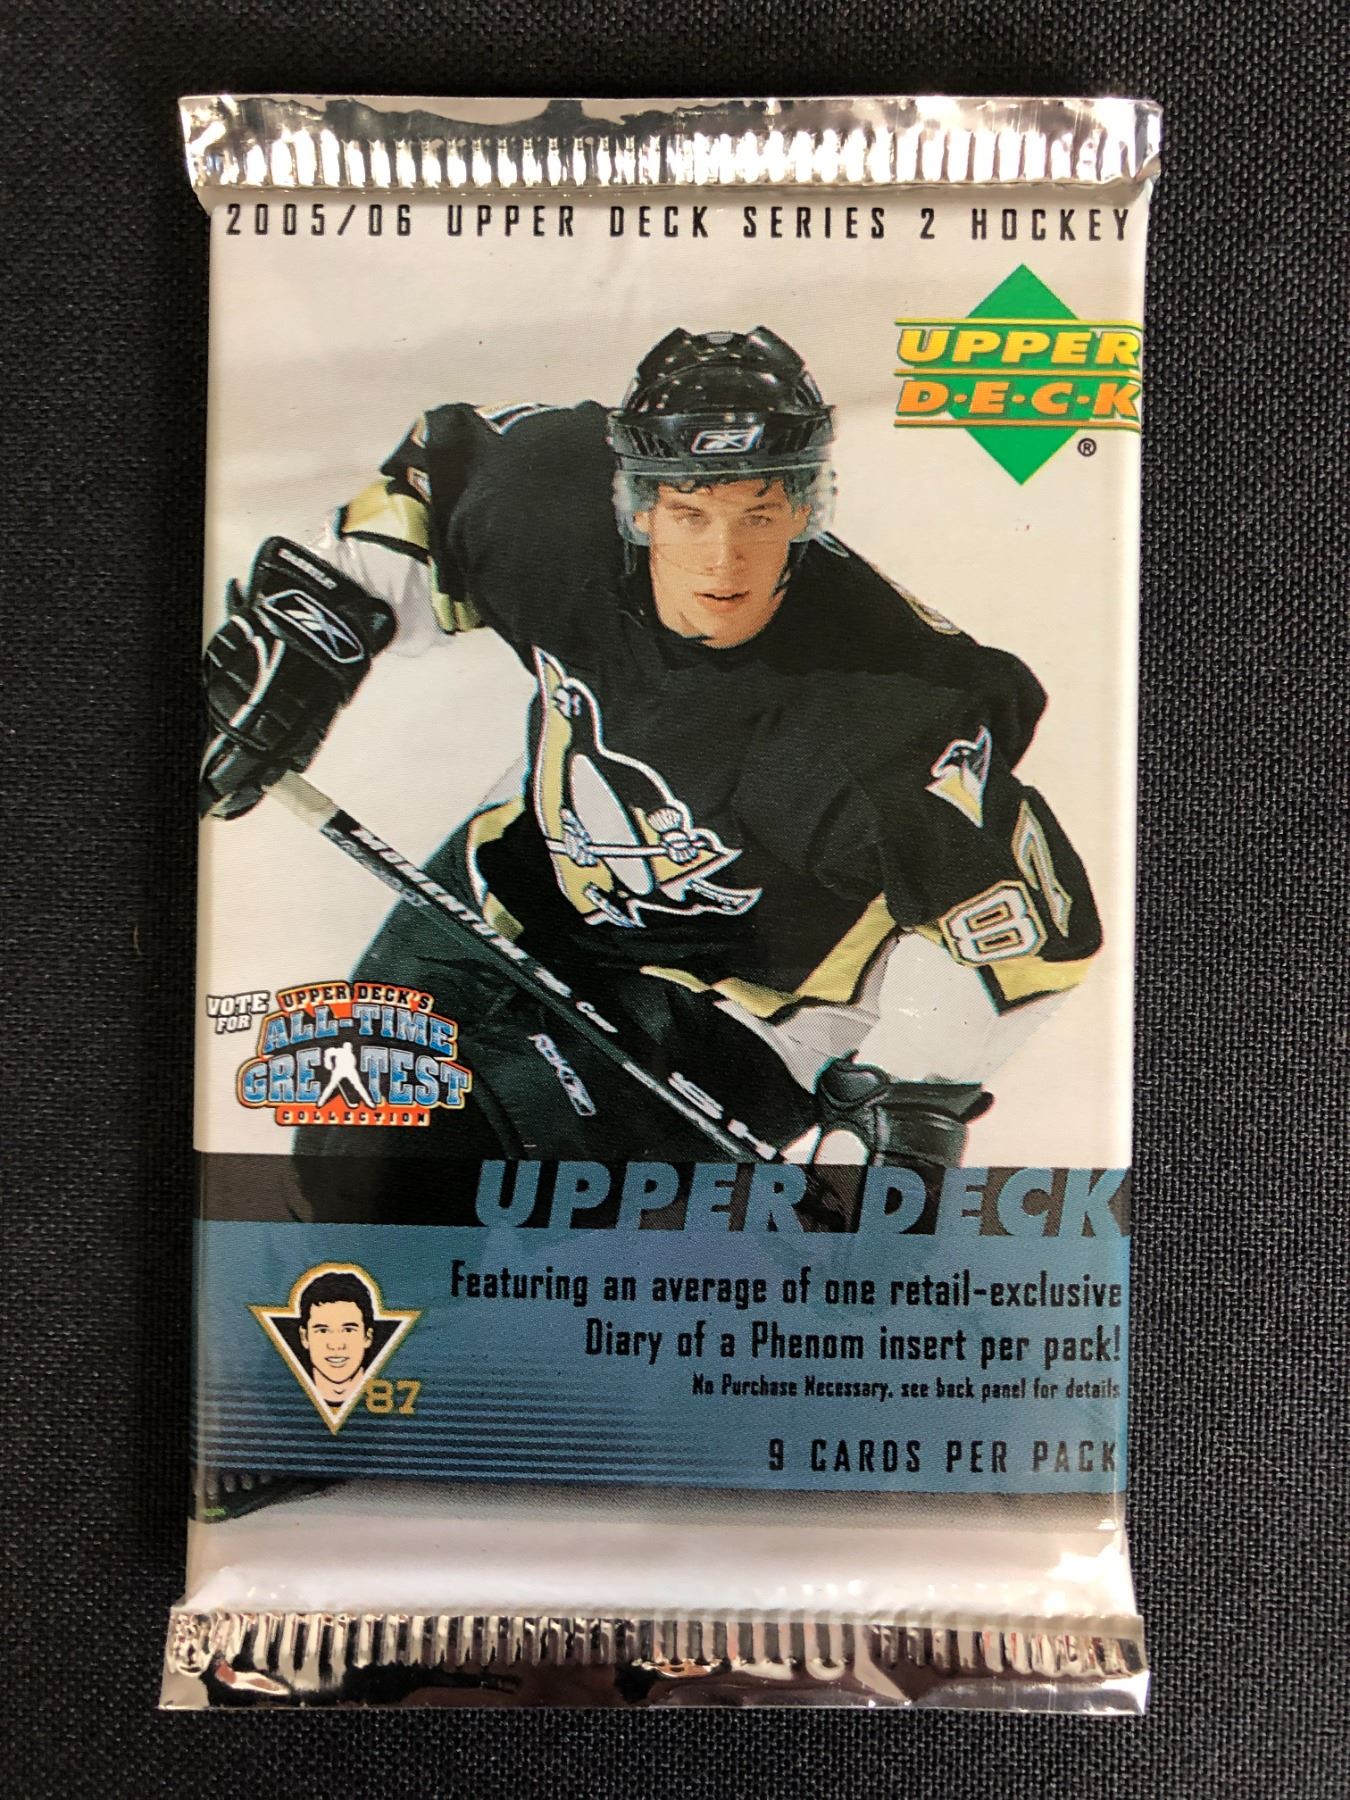 2005/06 UPPER DECK SERIES 2 HOCKEY
UPPER
D·E·C·K
®
87
VOTE
FOR
UPPER DECK'S
ALL-TIME
GREATEST
COLLECTION
UPPER DECK
Featuring an average of one retail-exclusive
Diary of a Phenom insert per pack!
No Purchase Necessary, see back panel for details
87
9 CARDS PER PACK